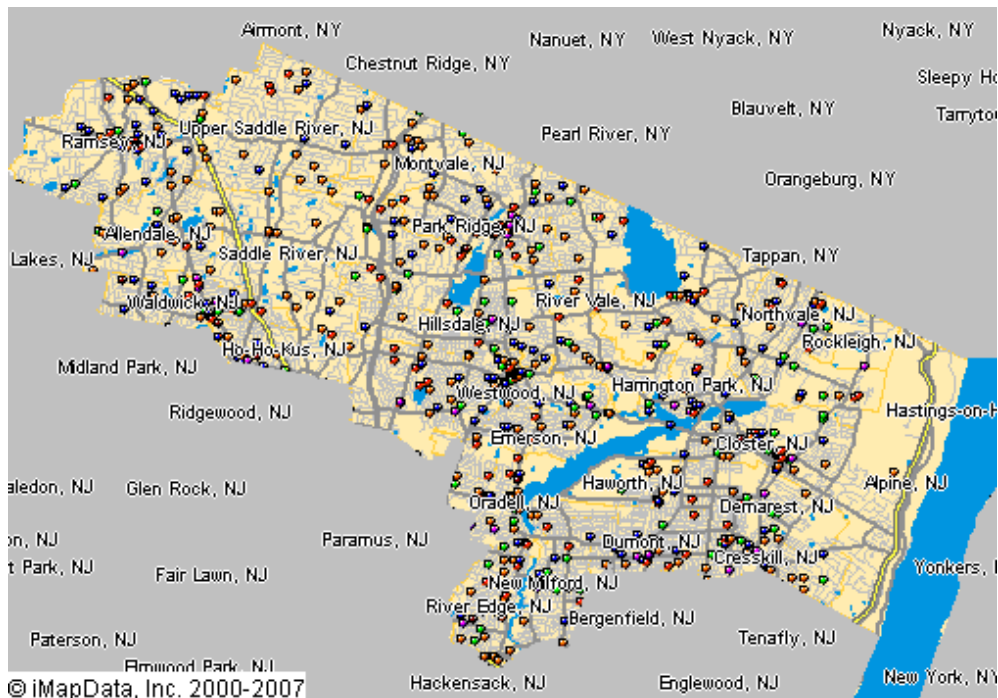 Airmont, NY
Nanuet, NY
West Nyack, NY
Nyack, NY
Chestnut Ridge, NY
Sleepy Ho
Blauvelt, NY
Tarryto
Upper Saddle River, NJ
Pearl River, NY
Ramsey, NJ
Montvale, NJ
Orangeburg, NY
Park Ridge, NJ
Allendale, NJ
Lakes, NJ
Saddle River, NJ
Tappan, NY
Waldwick, NJ
River Vale, NJ
Northvale, NJ
Hillsdale, NJ
Rockleigh, NJ
Ho-Ho-Kus, NJ
Midland Park, NJ
Harrington Park, NJ
Westwood, NJ
Ridgewood, NJ
Hastings-on-H
Emerson, NJ
Closter, NJ
aledon, NJ
Glen Rock, NJ
Haworth, NJ
Alpine, NJ
Oradell, NJ
Demarest, NJ
on, NJ
Paramus, NJ
Dumont, NJ
Cresskill, NJ
t Park, NJ
Fair Lawn, NJ
Yonkers, N
New Milford, NJ
River Edge, NJ
Bergenfield, NJ
Paterson, NJ
Tenafly, NJ
Elmwood Park, NJ
Hackensack, NJ
Englewood, NJ
New York, NY
© iMapData, Inc. 2000-2007